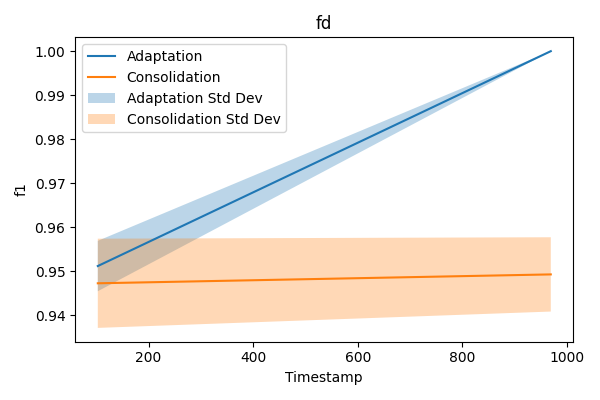 fd
Adaptation
Consolidation
Adaptation Std Dev
Consolidation Std Dev
1.00
0.99
0.98
0.97
0.96
0.95
0.94
f1
200
400
600
800
1000
Timestamp